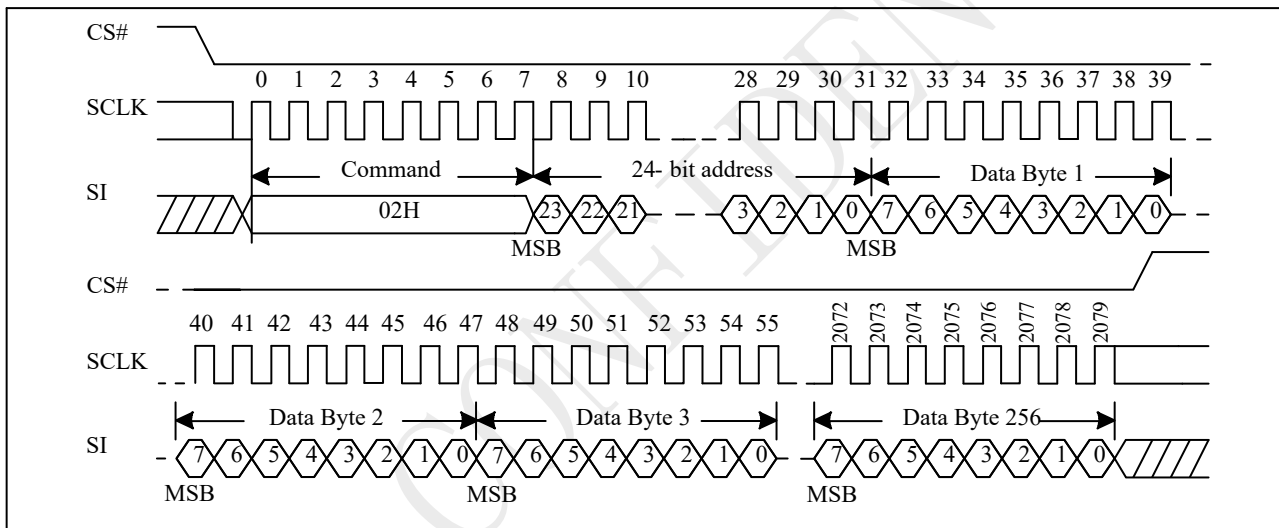 CS#
0 1 2 3 4 5 6 7 8 9 10 28 29 30 31 32 33 34 35 36 37 38 39
SCLK
Command 24- bit address Data Byte 1
SI
02H 23 22 21 3 2 1 0 7 6 5 4 3 2 1 0
MSB MSB
CS#
40 41 42 43 44 45 46 47 48 49 50 51 52 53 54 55 2072 2073 2074 2075 2076 2077 2078 2079
SCLK
Data Byte 2 Data Byte 3 Data Byte 256
SI
7 6 5 4 3 2 1 0 7 6 5 4 3 2 1 0 7 6 5 4 3 2 1 0
MSB MSB MSB
CONF IDEN